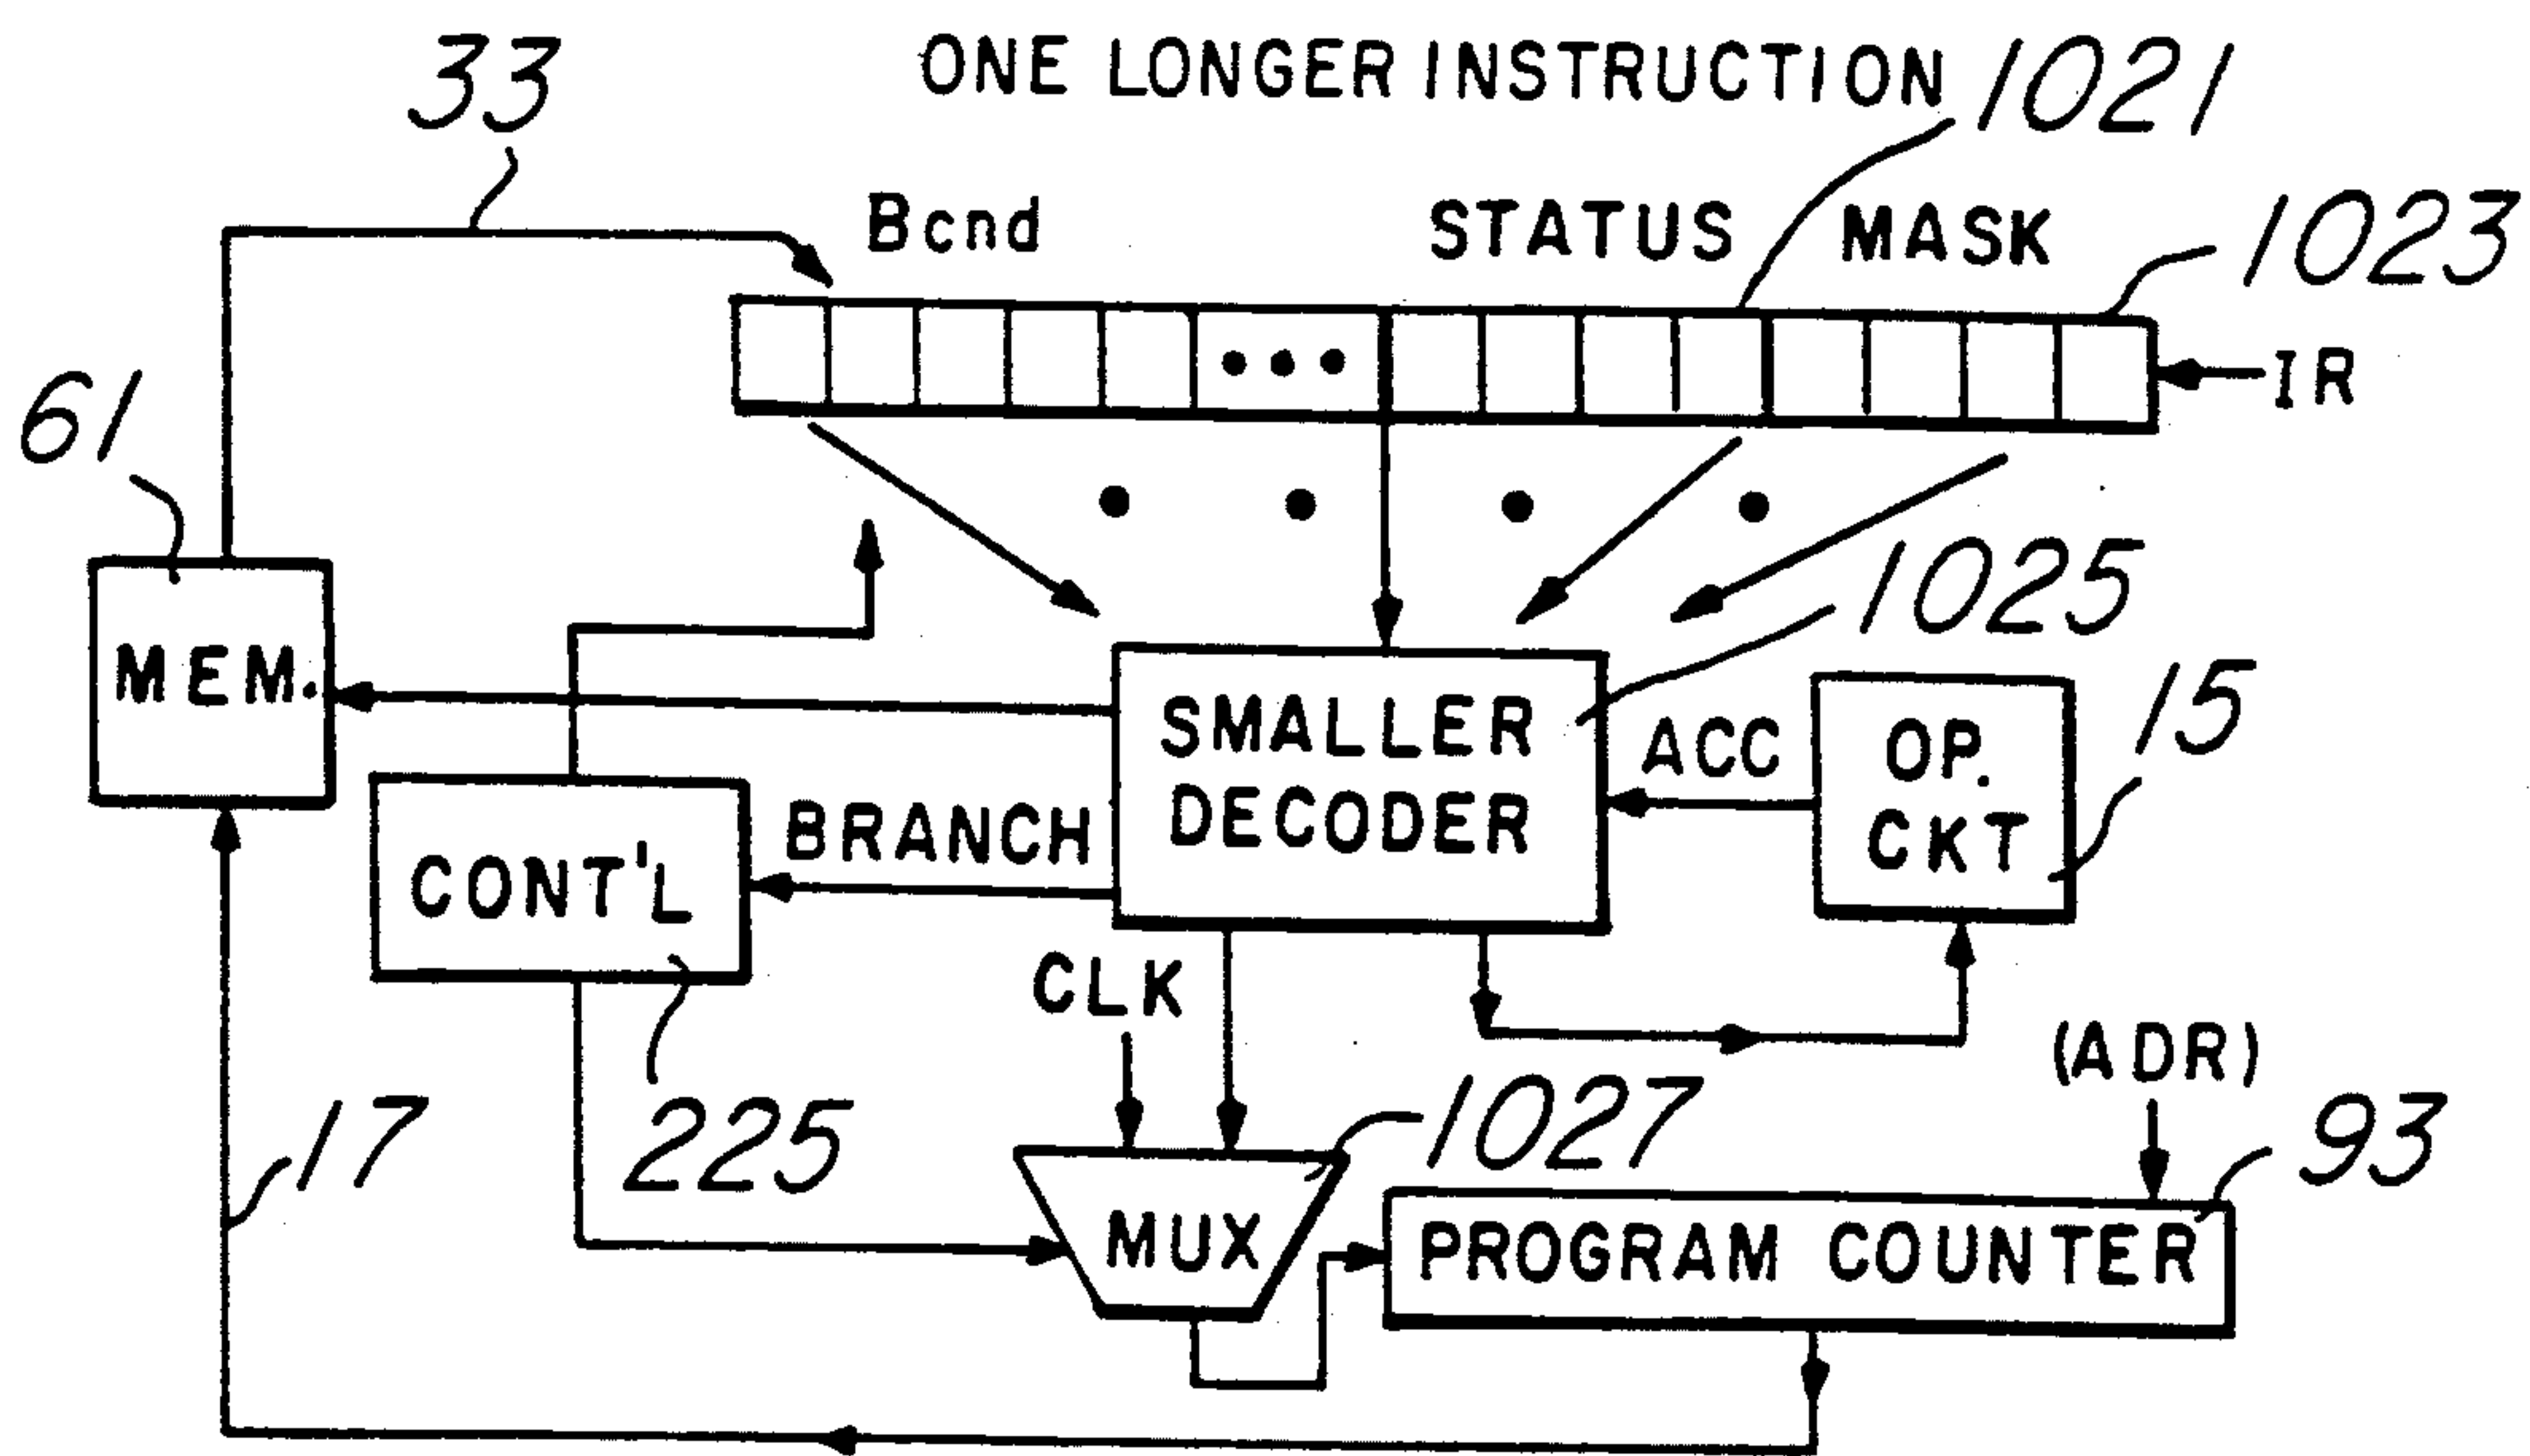 33
ONE LONGER INSTRUCTION
1021
Bcnd
STATUS MASK
1023
IR
61
MEM.
1025
SMALLER
DECODER
ACC
OP.
CKT
15
CONT'L
BRANCH
CLK
(ADR)
17
225
1027
93
MUX
PROGRAM COUNTER